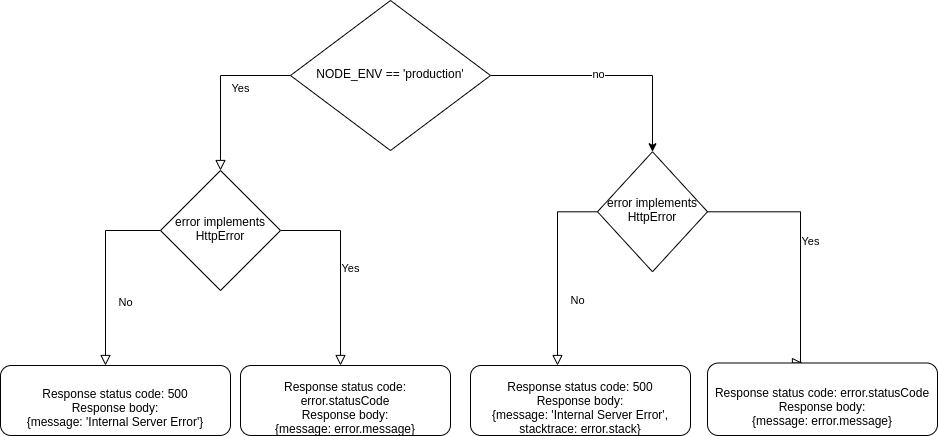 NODE_ENV == 'production'
Yes
no
error implements
HttpError
error implements
HttpError
No
Yes
No
Yes
Response status code: 500
Response body:
{message: 'Internal Server Error'}
Response status code:
error.statusCode
Response body:
{message: error.message}
Response status code: 500
Response body:
{message: 'Internal Server Error',
stacktrace: error.stack}
Response status code: error.statusCode
Response body:
{message: error.message}